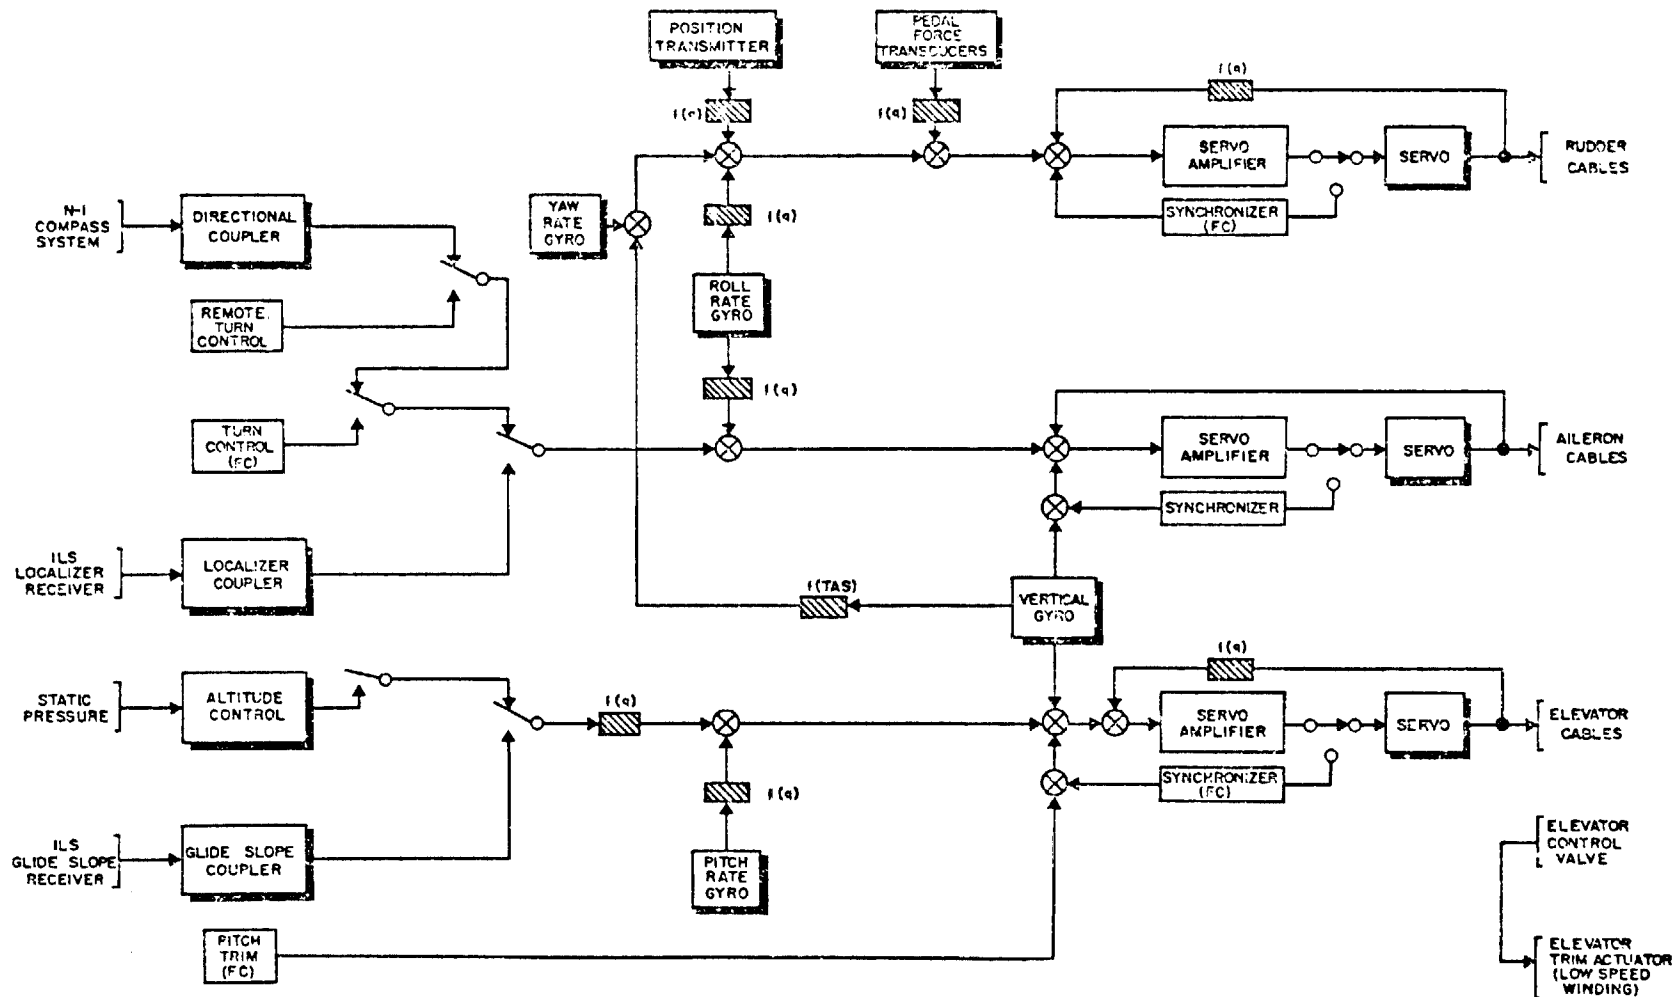 POSITION
TRANSMITTER
PEDAL
FORCE
TRANSDUCERS
f(q)
f(q)
f(q)
SERVO
AMPLIFIER
SERVO
RUDDER
CABLES
SYNCHRONIZER
(FC)
N-1
COMPASS
SYSTEM
DIRECTIONAL
COUPLER
YAW
RATE
GYRO
f(q)
REMOTE
TURN
CONTROL
ROLL
RATE
GYRO
f(q)
TURN
CONTROL
(FC)
SERVO
AMPLIFIER
SERVO
AILERON
CABLES
SYNCHRONIZER
ILS
LOCALIZER
RECEIVER
LOCALIZER
COUPLER
f(TAS)
VERTICAL
GYRO
STATIC
PRESSURE
ALTITUDE
CONTROL
f(q)
f(q)
SERVO
AMPLIFIER
SERVO
ELEVATOR
CABLES
SYNCHRONIZER
(FC)
f(q)
ILS
GLIDE SLOPE
RECEIVER
GLIDE SLOPE
COUPLER
PITCH
RATE
GYRO
ELEVATOR
CONTROL
VALVE
PITCH
TRIM
(FC)
ELEVATOR
TRIM ACTUATOR
(LOW SPEED
WINDING)